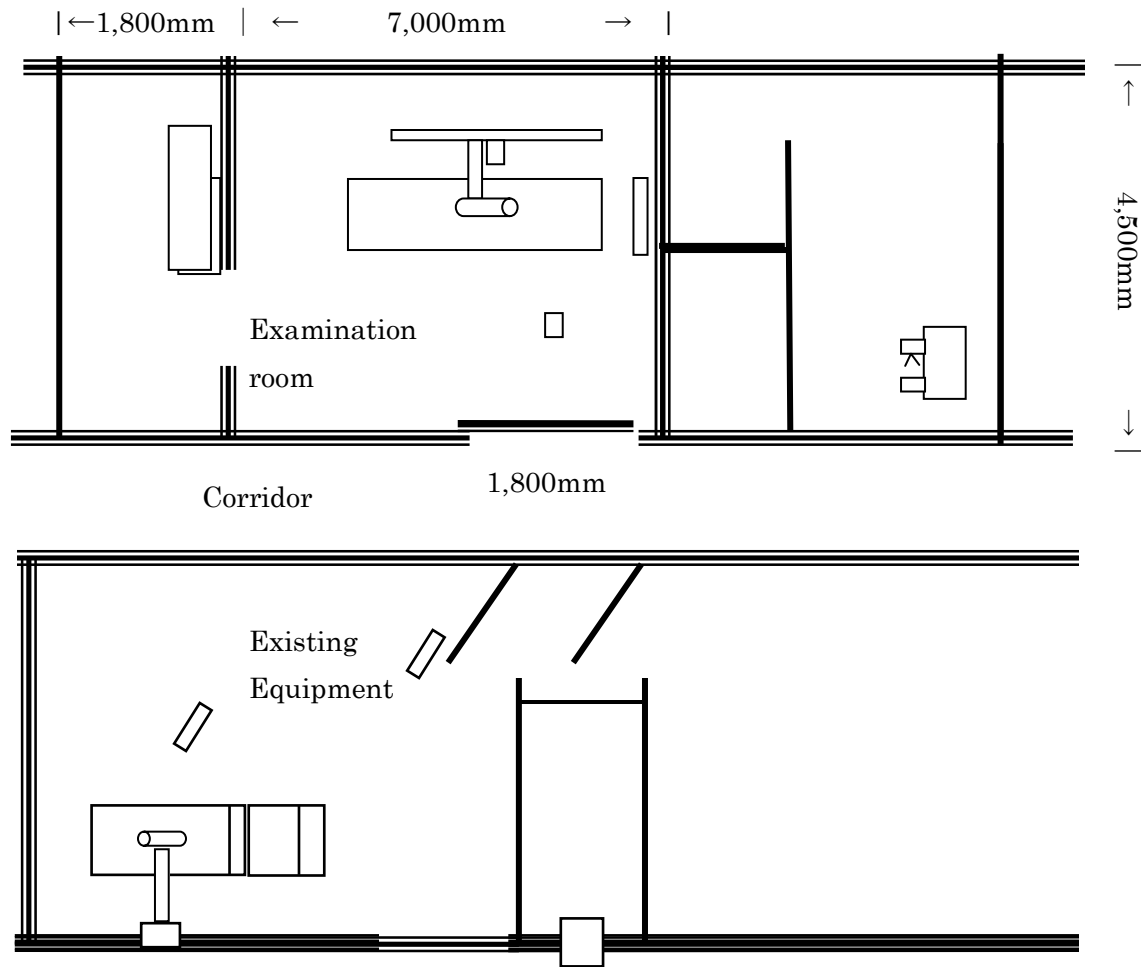 |←1,800mm | ← 7,000mm → |
← 4,500mm →
Examination
room
1,800mm
Corridor
Existing
Equipment